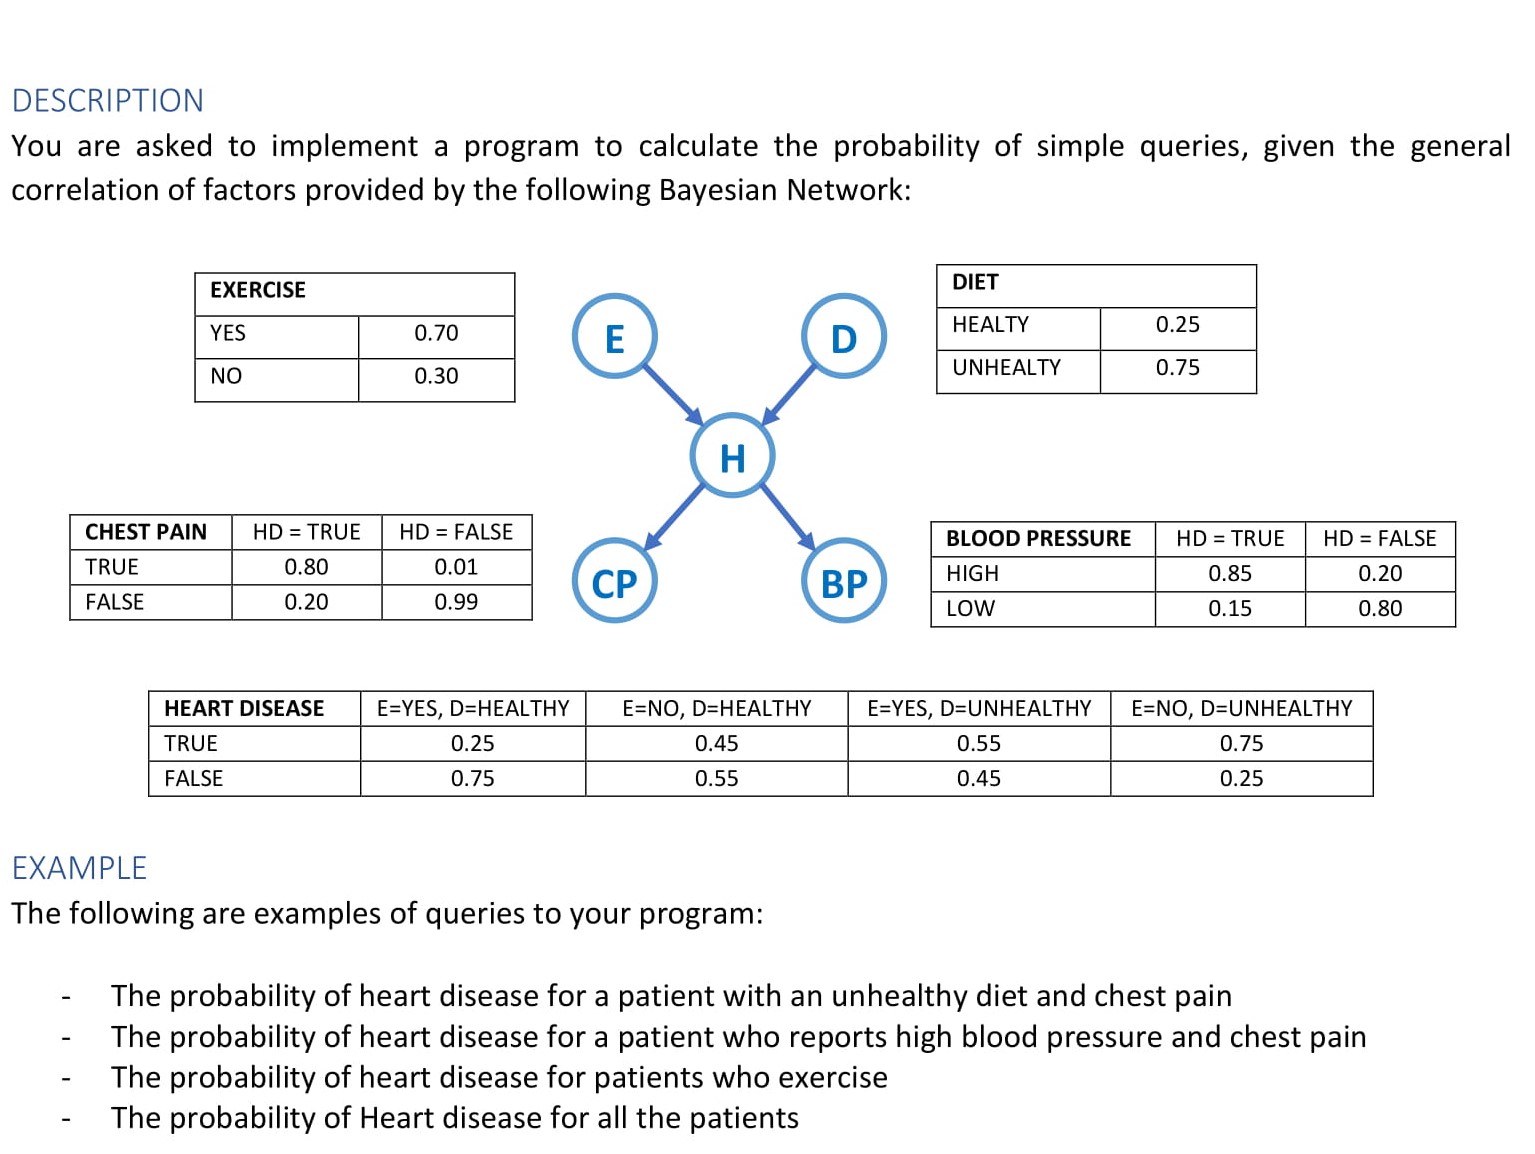 DESCRIPTION
You are asked to implement a program to calculate the probability of simple queries, given the general
correlation of factors provided by the following Bayesian Network:
EXERCISE
YES 0.70
NO 0.30
E
D
DIET
HEALTY 0.25
UNHEALTY 0.75
H
CHEST PAIN HD = TRUE HD = FALSE
TRUE 0.80 0.01
FALSE 0.20 0.99
CP
BP
BLOOD PRESSURE HD = TRUE HD = FALSE
HIGH 0.85 0.20
LOW 0.15 0.80
HEART DISEASE E=YES, D=HEALTHY E=NO, D=HEALTHY E=YES, D=UNHEALTHY E=NO, D=UNHEALTHY
TRUE 0.25 0.45 0.55 0.75
FALSE 0.75 0.55 0.45 0.25
EXAMPLE
The following are examples of queries to your program:
- The probability of heart disease for a patient with an unhealthy diet and chest pain
- The probability of heart disease for a patient who reports high blood pressure and chest pain
- The probability of heart disease for patients who exercise
- The probability of Heart disease for all the patients